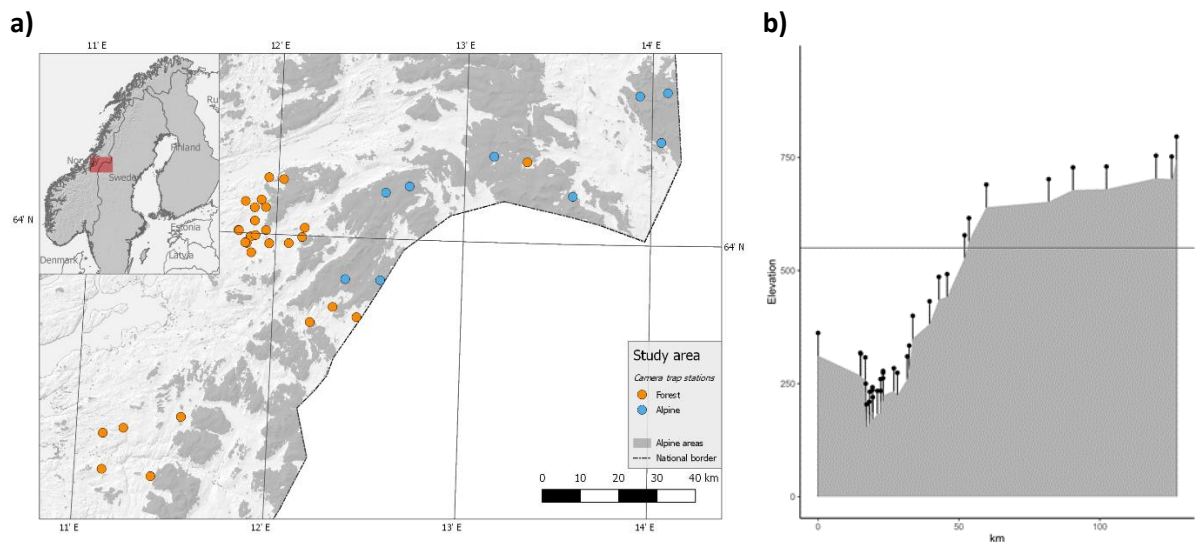 a)
b)
11' E
12' E
13' E
14' E
Ru
Finland
Norway
Sweden
Estonia
Latvia
Denmark
64' N
64' N
Study area
Camera trap stations
Forest
Alpine
Alpine areas
National border
0 10 20 30 40 km
11' E
12' E
13' E
14' E
Elevation
750
500
250
0
0 50 100
km